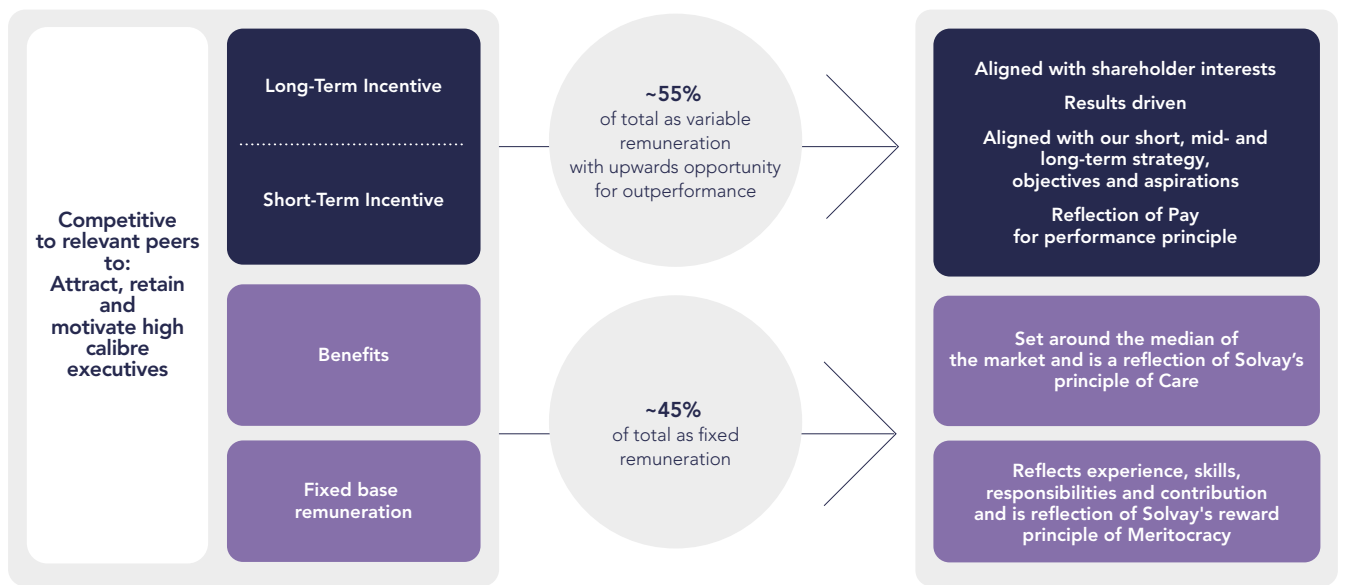 Competitive
to relevant peers
to:
Attract, retain
and
motivate high
calibre
executives
Long-Term Incentive
Short-Term Incentive
Benefits
Fixed base
remuneration
~55%
of total as variable
remuneration
with upwards opportunity
for outperformance
~45%
of total as fixed
remuneration
Aligned with shareholder interests
Results driven
Aligned with our short, mid- and
long-term strategy,
objectives and aspirations
Reflection of Pay
for performance principle
Set around the median of
the market and is a reflection of Solvay’s
principle of Care
Reflects experience, skills,
responsibilities and contribution
and is reflection of Solvay's reward
principle of Meritocracy